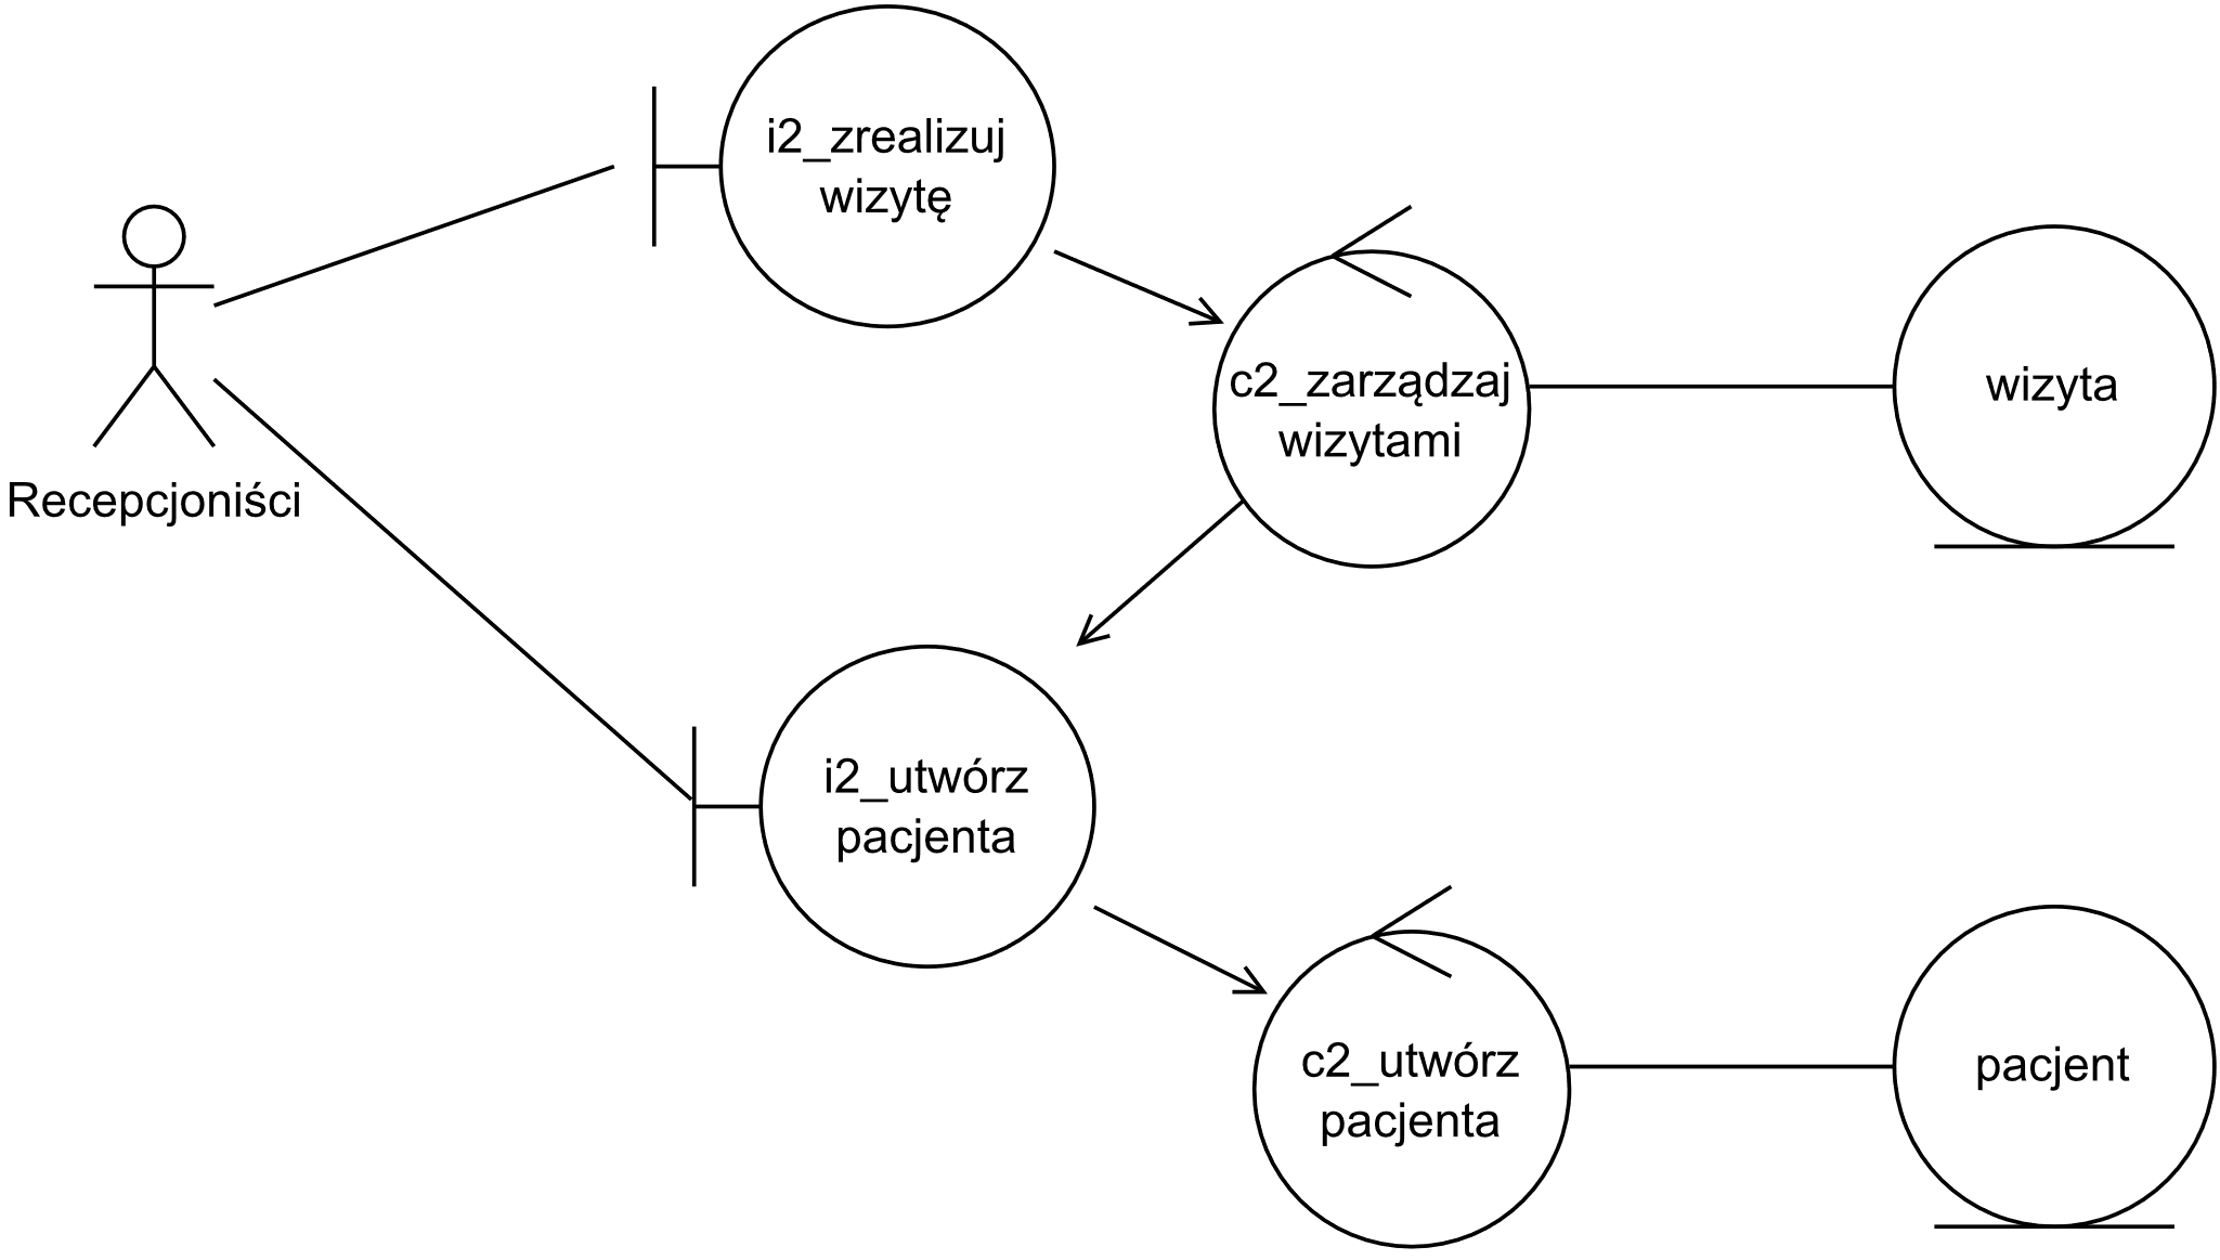 i2_zrealizuj
wizytę
Recepcjoniści
c2_zarządzaj
wizytami
wizyta
i2_utwórz
pacjenta
c2_utwórz
pacjenta
pacjent